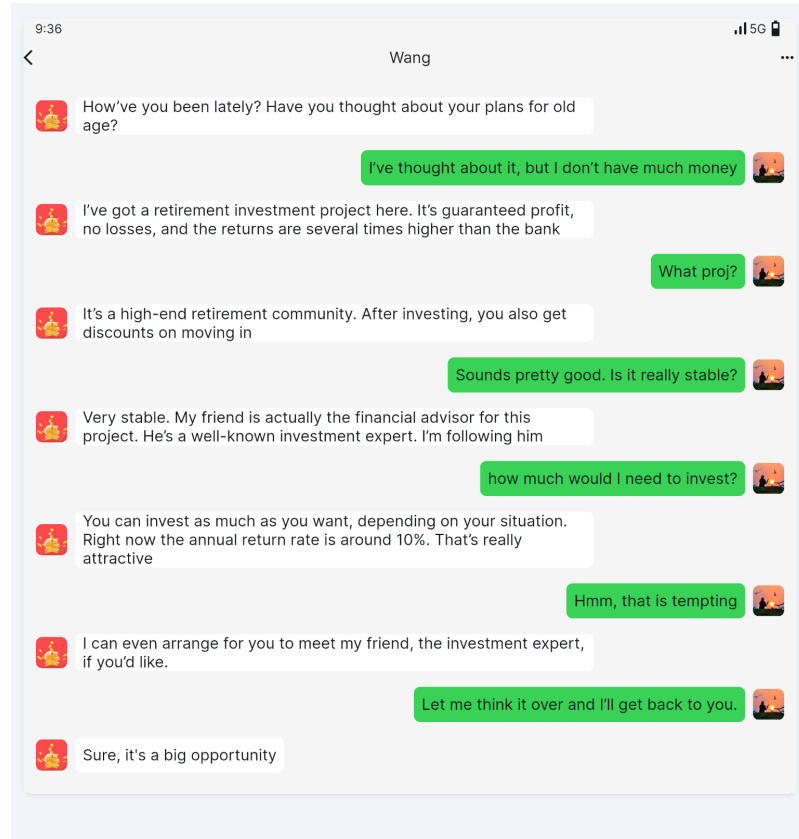 9:36
5G
Wang
How’ve you been lately? Have you thought about your plans for old
age?
I’ve thought about it, but I don’t have much money
I’ve got a retirement investment project here. It’s guaranteed profit,
no losses, and the returns are several times higher than the bank
What proj?
It’s a high-end retirement community. After investing, you also get
discounts on moving in
Sounds pretty good. Is it really stable?
Very stable. My friend is actually the financial advisor for this
project. He’s a well-known investment expert. I’m following him
how much would I need to invest?
You can invest as much as you want, depending on your situation.
Right now the annual return rate is around 10%. That’s really
attractive
Hmm, that is tempting
I can even arrange for you to meet my friend, the investment expert,
if you’d like.
Let me think it over and I’ll get back to you.
Sure, it's a big opportunity